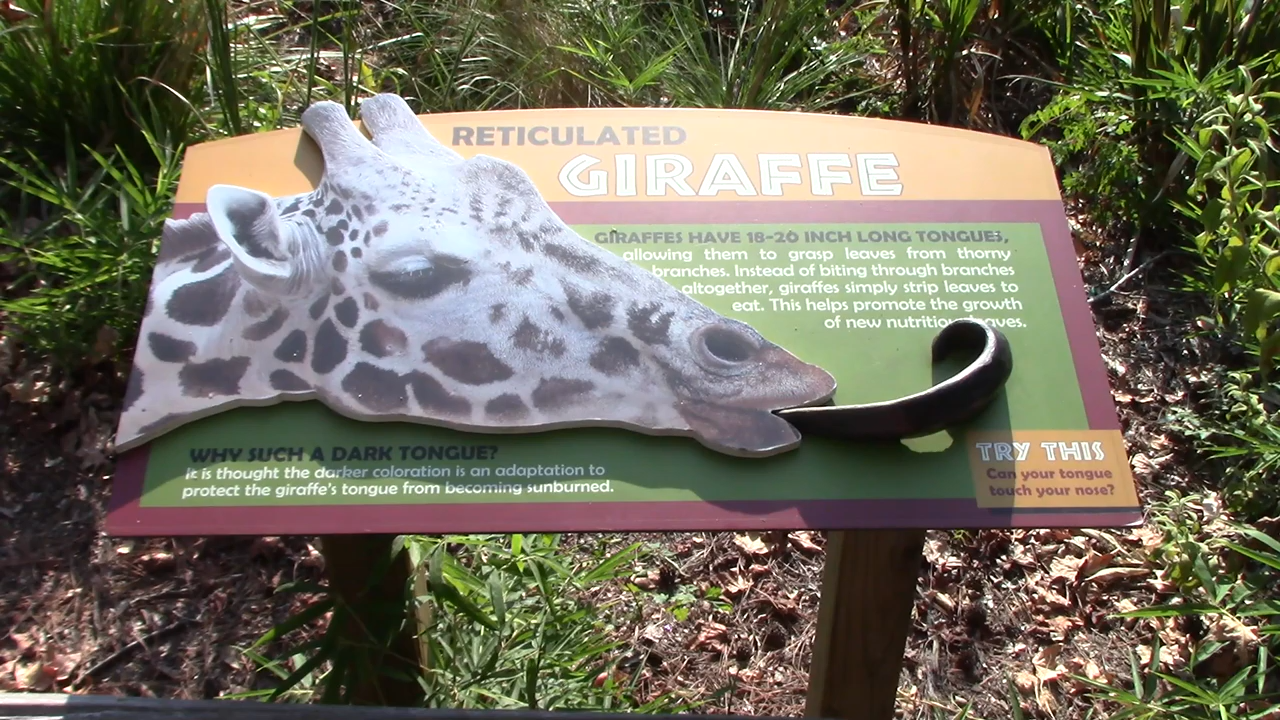 RETICULATED
GIRAFFE
GIRAFFES HAVE 18-20 INCH LONG TONGUES,
allowing them to grasp leaves from thorny
branches. Instead of biting through branches
altogether, giraffes simply strip leaves to
eat. This helps promote the growth
of new nutritious leaves.
WHY SUCH A DARK TONGUE?
It is thought the darker coloration is an adaptation to
protect the giraffe's tongue from becoming sunburned.
TRY THIS
Can your tongue
touch your nose?